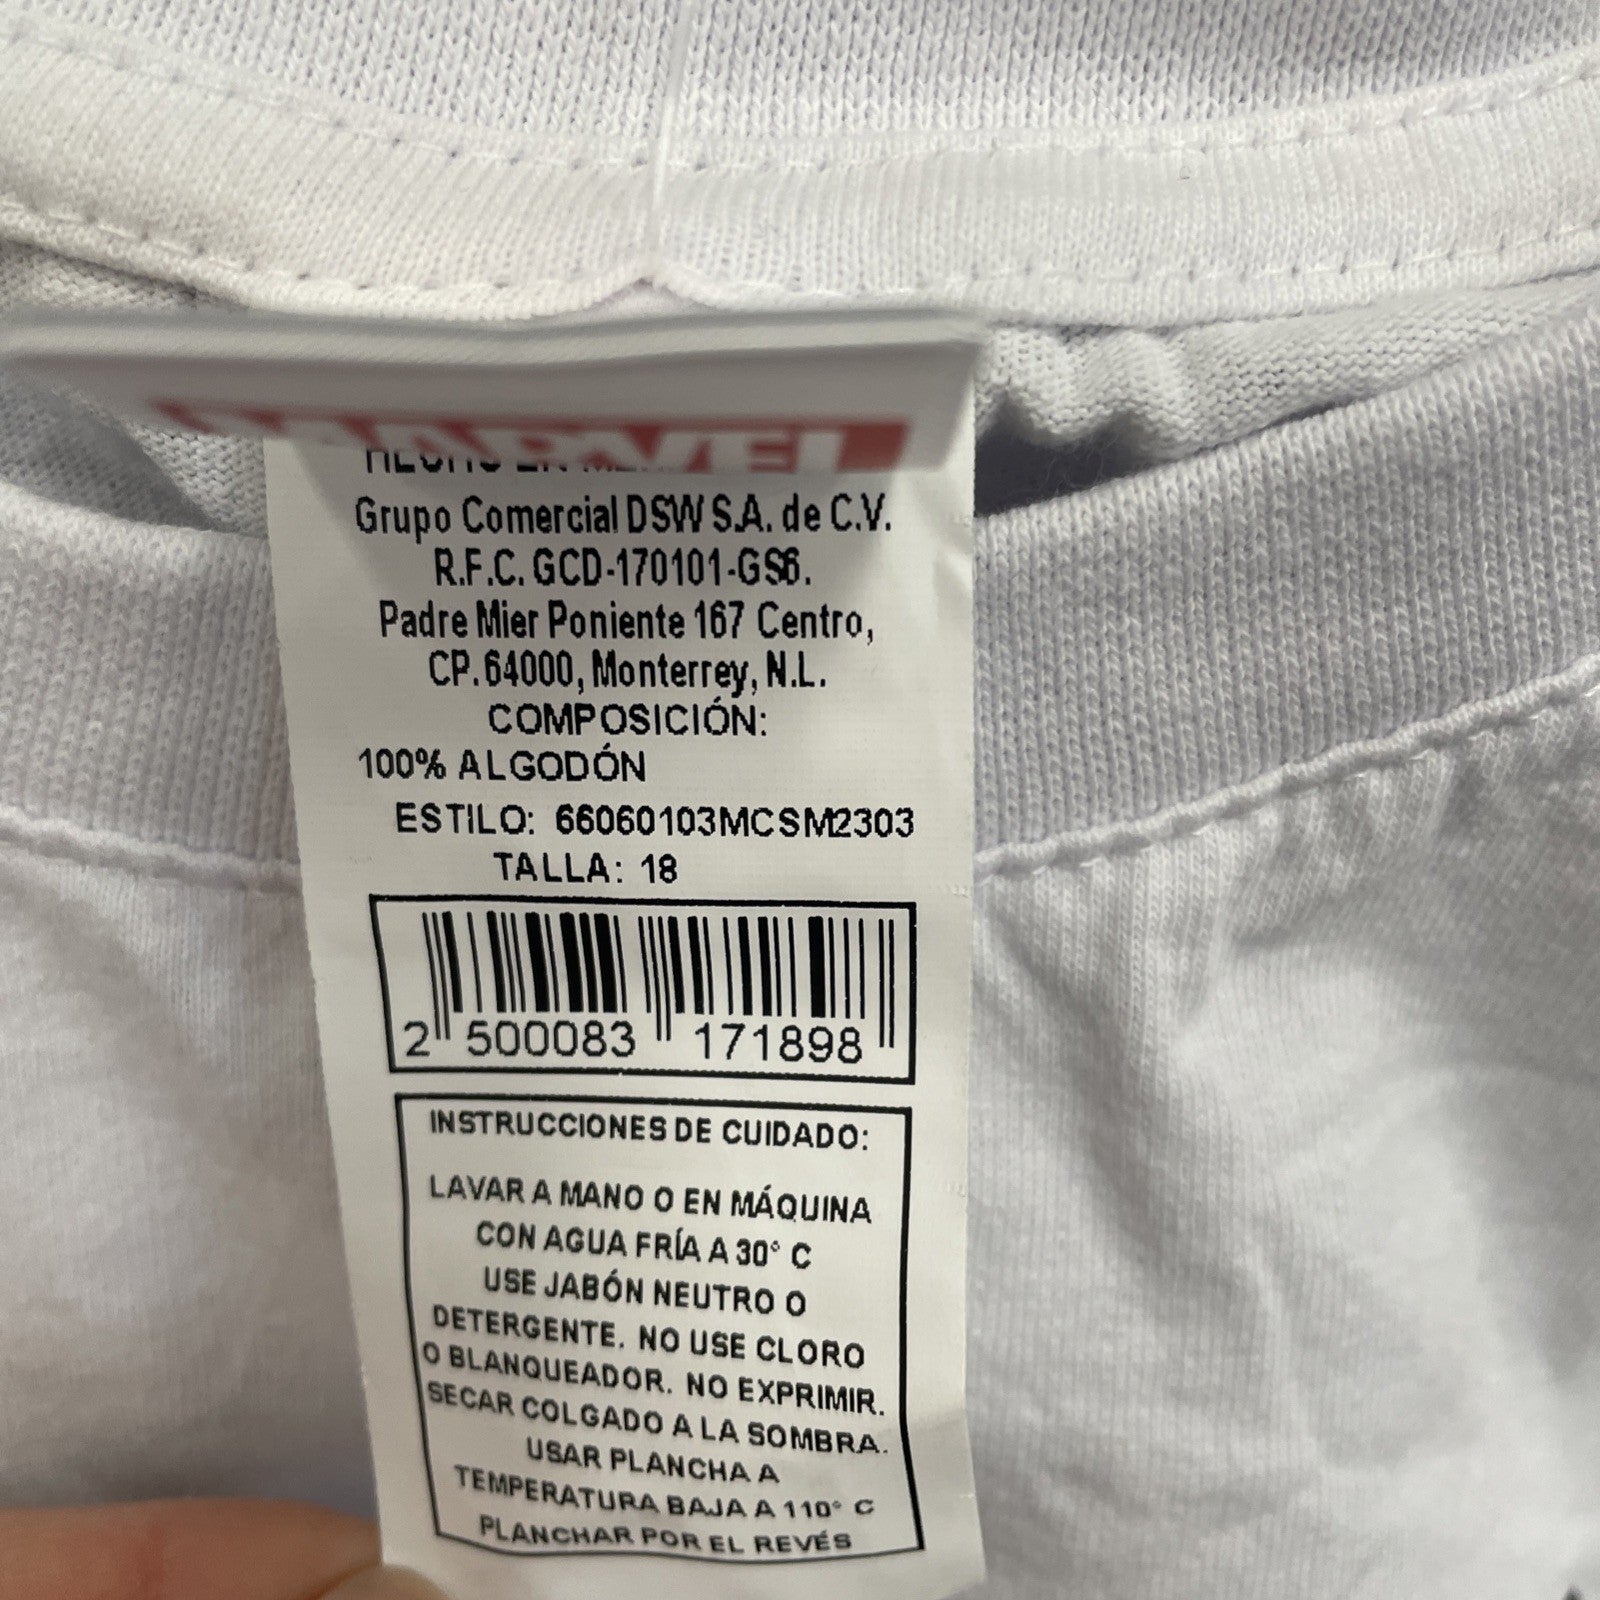 MARVEL
HECHO EN
Grupo Comercial DSW S.A. de C.V.
R.F.C. GCD-170101-GS6.
Padre Mier Poniente 167 Centro,
CP. 64000, Monterrey, N.L.
COMPOSICIÓN:
100% ALGODÓN
ESTILO: 66060103MCSM2303
TALLA: 18
2 500083 171898
INSTRUCCIONES DE CUIDADO:
LAVAR A MANO O EN MÁQUINA
CON AGUA FRÍA A 30° C
USE JABÓN NEUTRO O
DETERGENTE. NO USE CLORO
O BLANQUEADOR. NO EXPRIMIR.
SECAR COLGADO A LA SOMBRA.
USAR PLANCHA A
TEMPERATURA BAJA A 110° C
PLANCHAR POR EL REVÉS